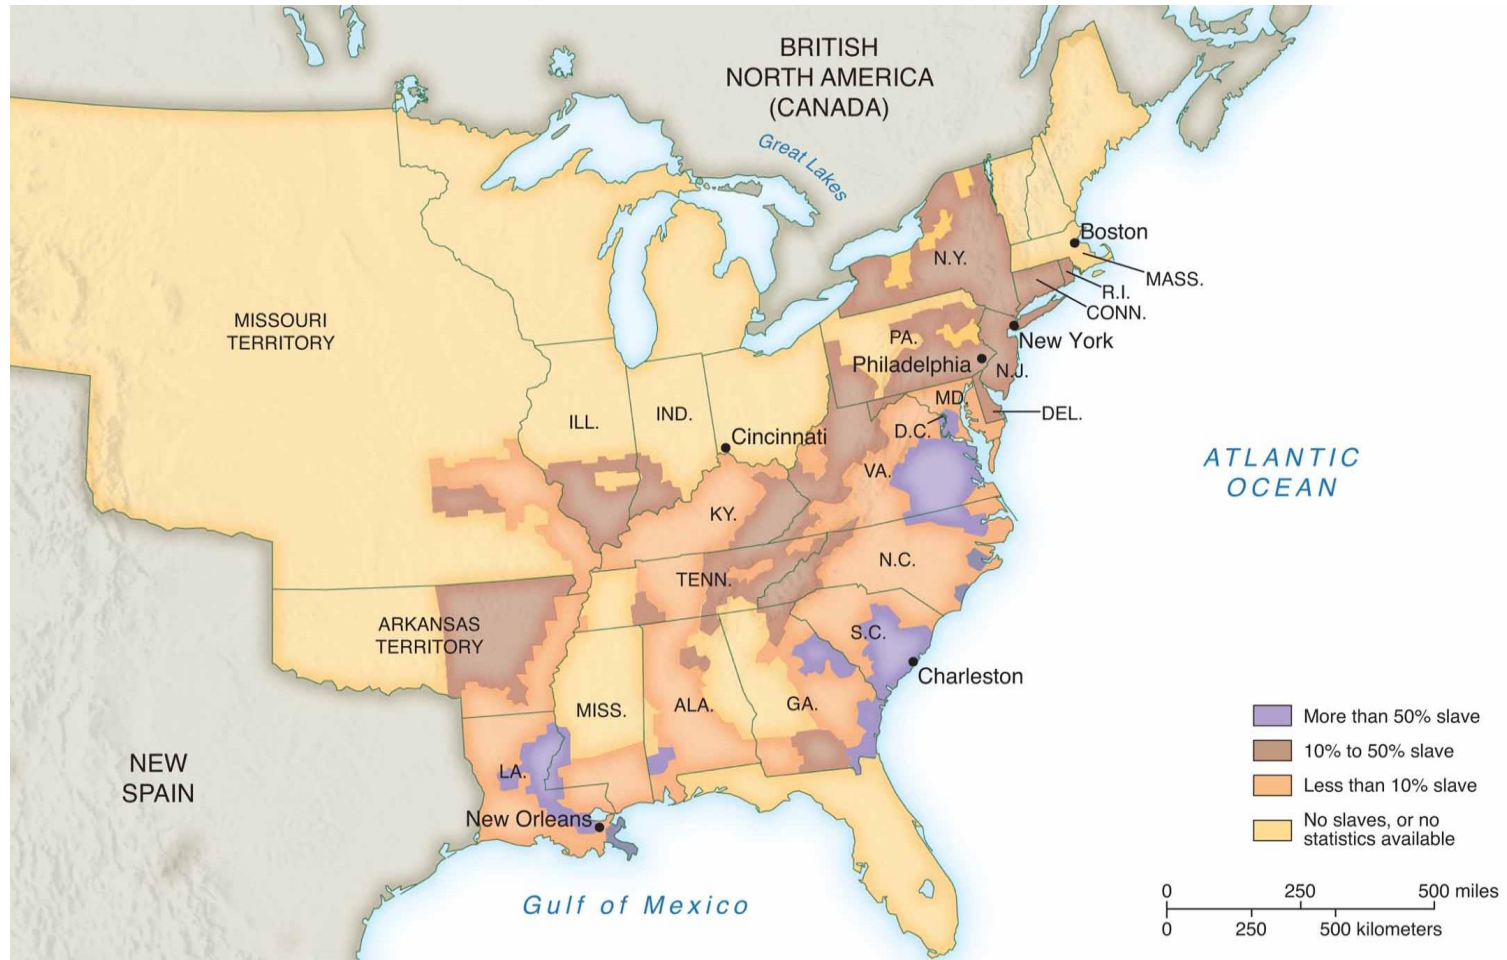 BRITISH
NORTH AMERICA
(CANADA)
Great Lakes
Boston
MASS.
R.I.
CONN.
N.Y.
New York
MISSOURI
TERRITORY
PA.
Philadelphia
N.J.
MD.
DEL.
D.C.
ILL.
IND.
Cincinnati
VA.
ATLANTIC
OCEAN
KY.
N.C.
TENN.
ARKANSAS
TERRITORY
S.C.
Charleston
MISS.
ALA.
GA.
NEW
SPAIN
LA.
New Orleans
Gulf of Mexico
More than 50% slave
10% to 50% slave
Less than 10% slave
No slaves, or no
statistics available
0 250 500 miles
0 250 500 kilometers